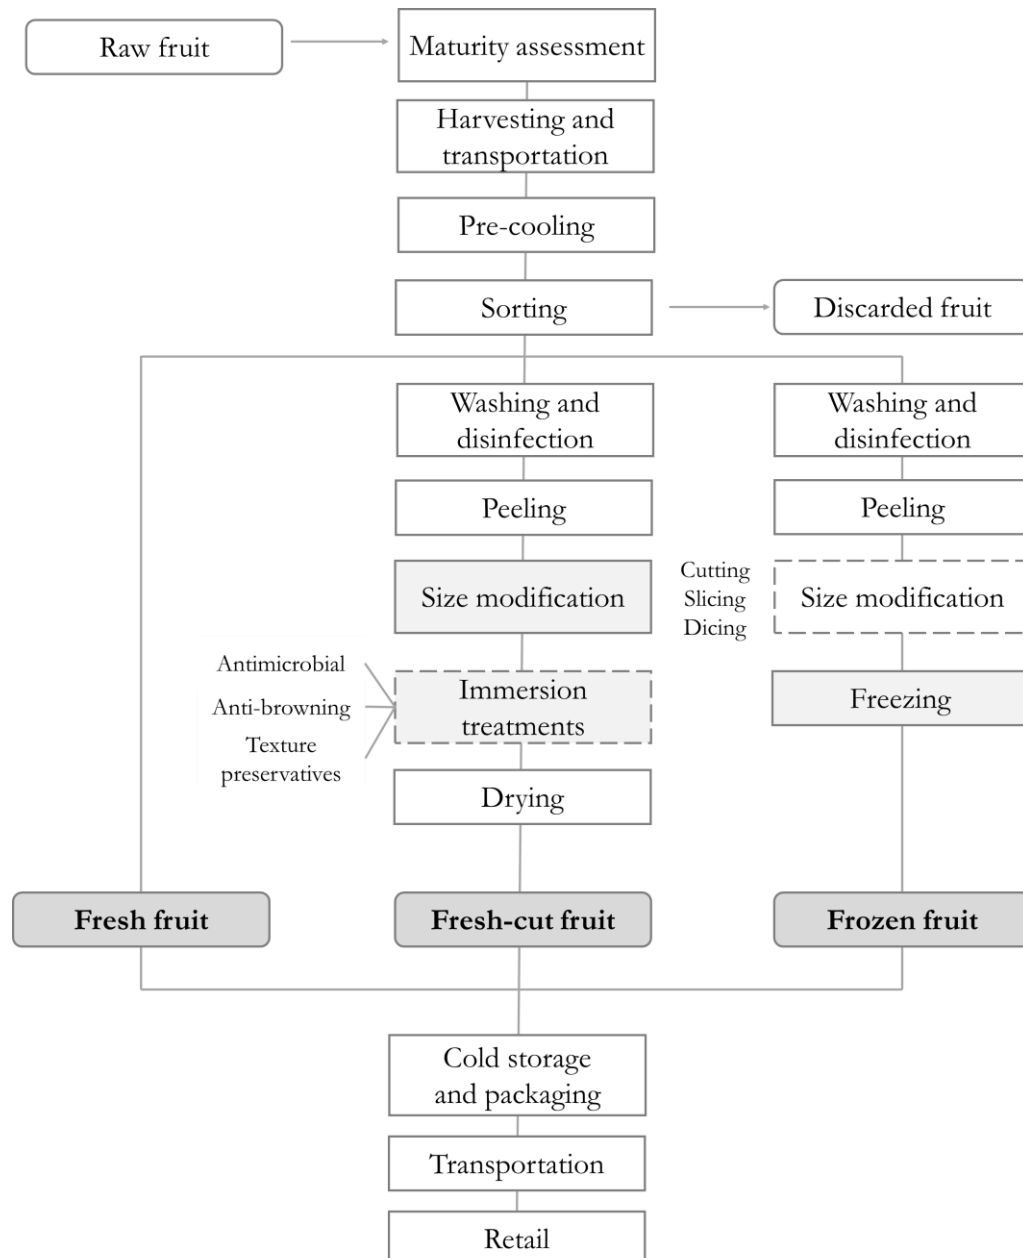 Raw fruit
Maturity assessment
Harvesting and
transportation
Pre-cooling
Sorting
Discarded fruit
Washing and
disinfection
Washing and
disinfection
Peeling
Peeling
Size modification
Cutting
Slicing
Dicing
Size modification
Antimicrobial
Anti-browning
Texture
preservatives
Immersion
treatments
Freezing
Drying
Fresh fruit
Fresh-cut fruit
Frozen fruit
Cold storage
and packaging
Transportation
Retail